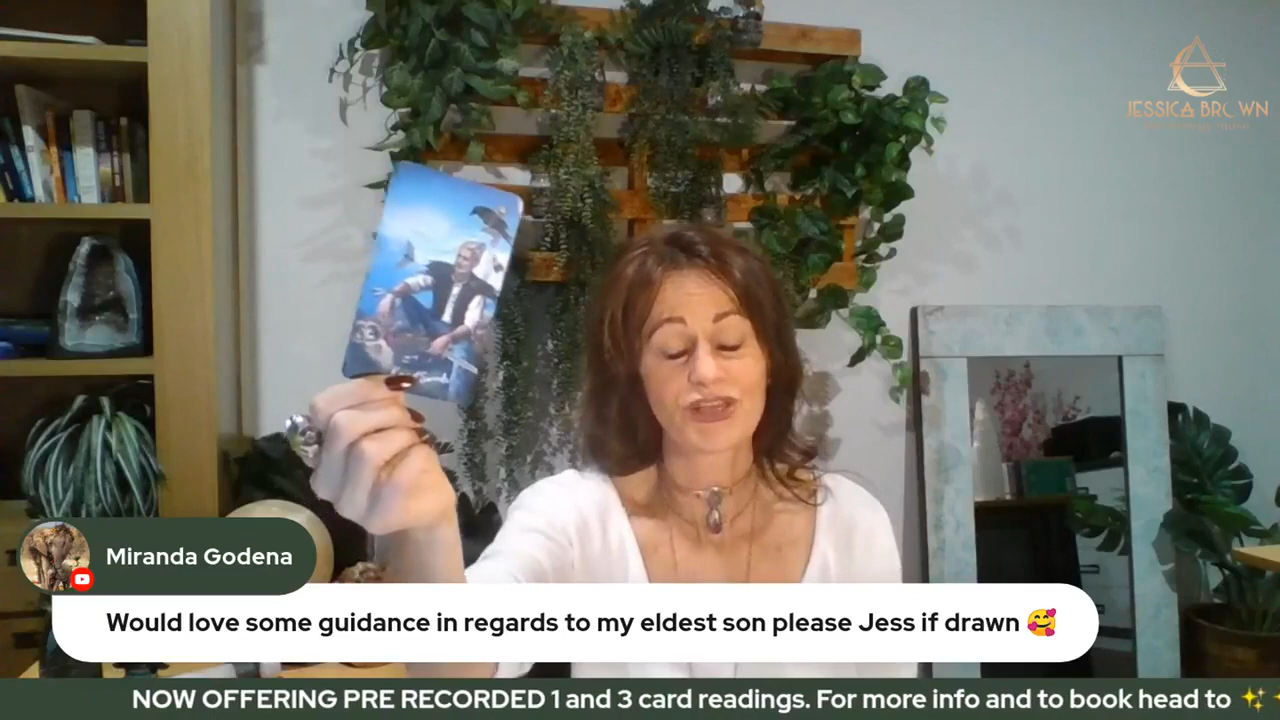 JESSICA BROWN
Miranda Godena
Would love some guidance in regards to my eldest son please Jess if drawn 🥰
NOW OFFERING PRE RECORDED 1 and 3 card readings. For more info and to book head to ✨